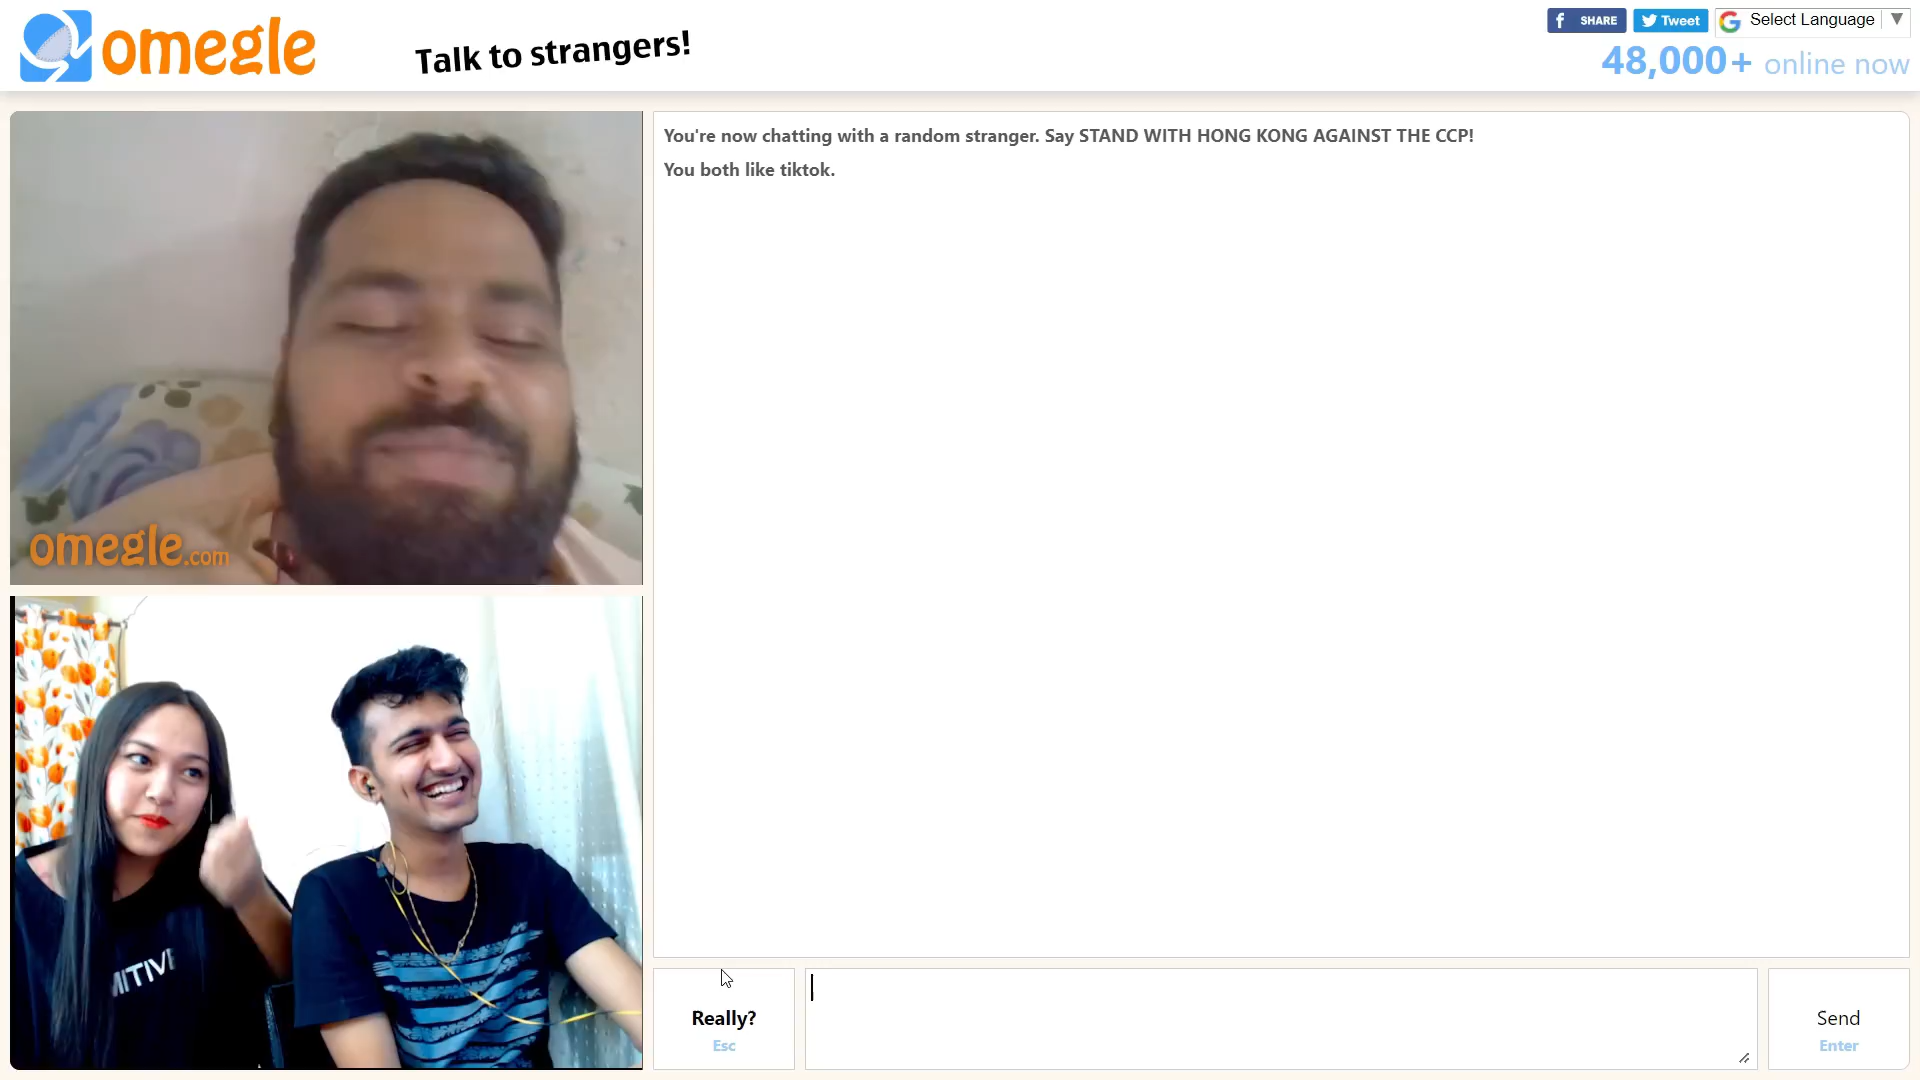 omegle
Talk to strangers!
SHARE
Tweet
Select Language
48,000+ online now
You're now chatting with a random stranger. Say STAND WITH HONG KONG AGAINST THE CCP!
You both like tiktok.
omegle.com
MITIVE
Really?
Esc
Send
Enter